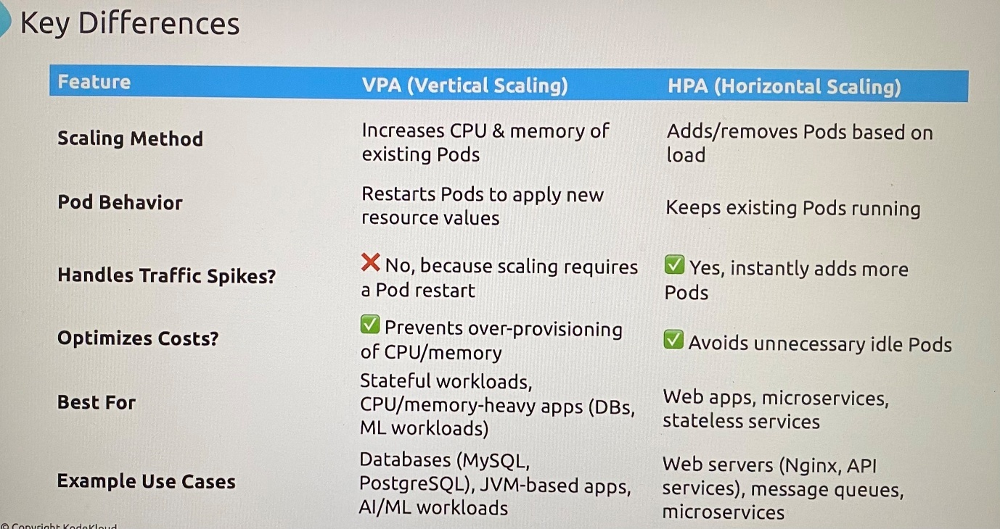 Key Differences
Feature
VPA (Vertical Scaling)
HPA (Horizontal Scaling)
Scaling Method
Increases CPU & memory of
existing Pods
Adds/removes Pods based on
load
Pod Behavior
Restarts Pods to apply new
resource values
Keeps existing Pods running
Handles Traffic Spikes?
❌ No, because scaling requires
a Pod restart
✅ Yes, instantly adds more
Pods
Optimizes Costs?
✅ Prevents over-provisioning
of CPU/memory
✅ Avoids unnecessary idle Pods
Best For
Stateful workloads,
CPU/memory-heavy apps (DBs,
ML workloads)
Web apps, microservices,
stateless services
Example Use Cases
Databases (MySQL,
PostgreSQL), JVM-based apps,
AI/ML workloads
Web servers (Nginx, API
services), message queues,
microservices
© Copyright KodeKloud